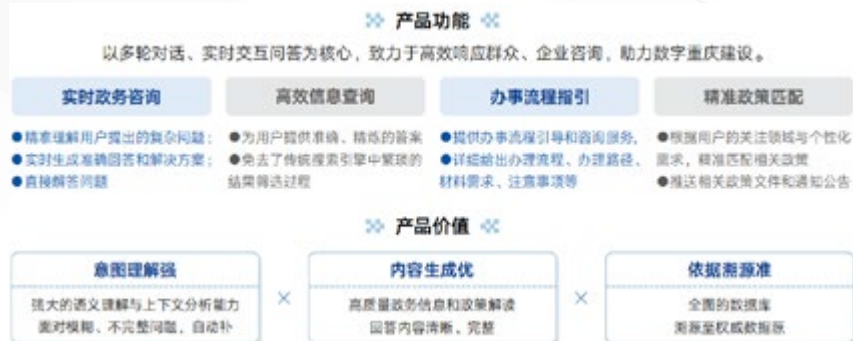 产品功能
以多轮对话、实时交互问答为核心，致力于高效响应群众、企业咨询，助力数字重庆建设。
实时政务咨询
高效信息查询
办事流程指引
精准政策匹配
●精准理解用户提出的复杂问题；
●实时生成准确回答和解决方案；
●直接解答问题
●为用户提供准确、精炼的答案
●免去了传统搜索引擎中繁琐的
结果筛选过程
●提供办事流程引导和咨询服务，
●详细给出办理流程、办理路径、
材料需求、注意事项等
●根据用户的关注领域与个性化
需求，精准匹配相关政策
●推送相关政策文件和通知公告
产品价值
意图理解强
强大的语义理解与上下文分析能力
面对模糊、不完整问题，自动补
×
内容生成优
高质量政务信息和政策解读
回答内容清晰、完整
×
依据溯源准
全面的数据库
溯源至权威数据源